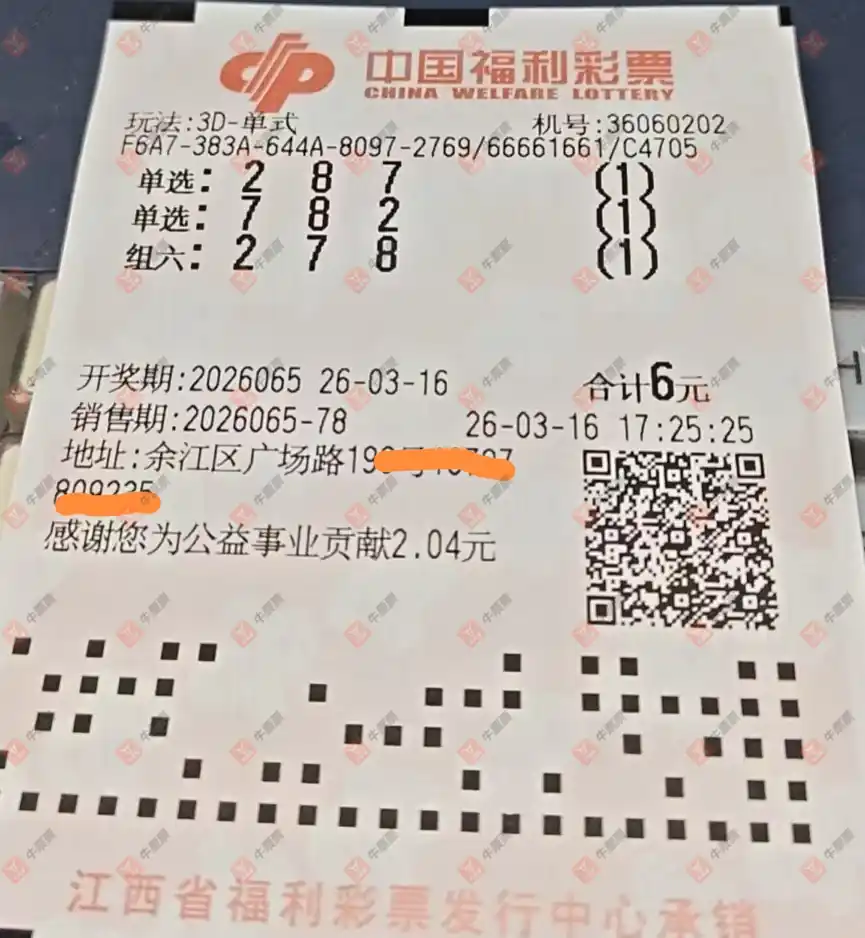 中国福利彩票
CHINA WELFARE LOTTERY
玩法:3D-单式 机号:36060202
F6A7-383A-644A-8097-2769/66661661/C4705
单选: 2 8 7 (1)
单选: 7 8 2 (1)
组六: 2 7 8 (1)
开奖期:2026065 26-03-16 合计6元
销售期:2026065-78 26-03-16 17:25:25
地址:余江区广场路19
感谢您为公益事业贡献2.04元
江西省福利彩票发行中心承销